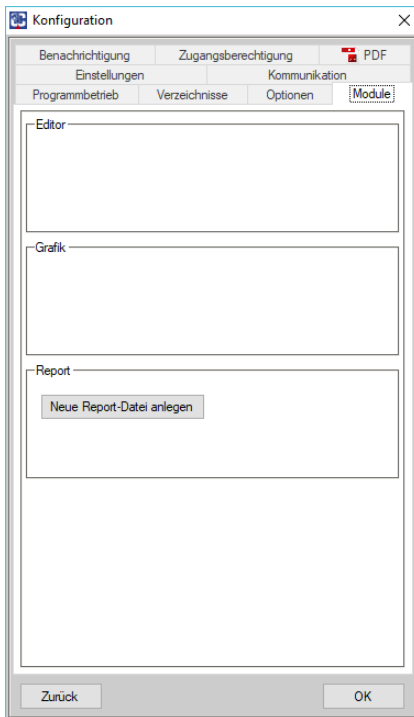 Konfiguration
Benachrichtigung Zugangsberechtigung PDF
Einstellungen Kommunikation
Programmbetrieb Verzeichnisse Optionen Module
Editor
Grafik
Report
Neue Report-Datei anlegen
Zurück OK